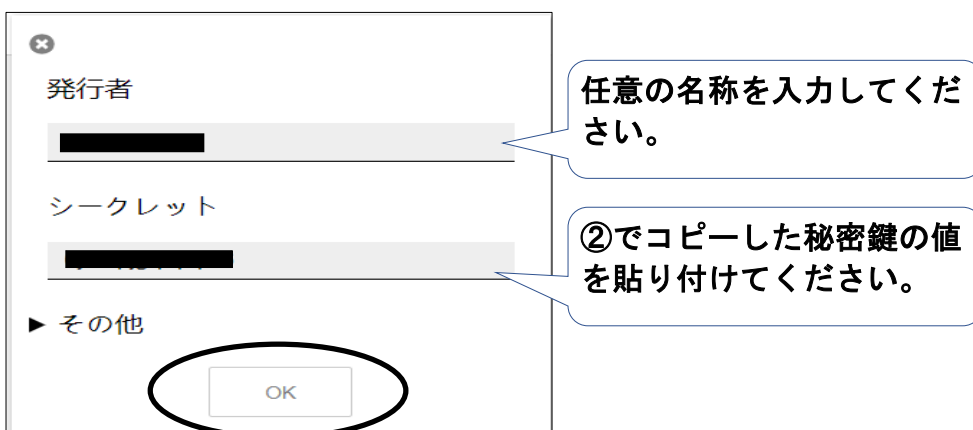 発行者
任意の名称を入力してくだ
さい。
シークレット
②でコピーした秘密鍵の値
を貼り付けてください。
▶ その他
OK